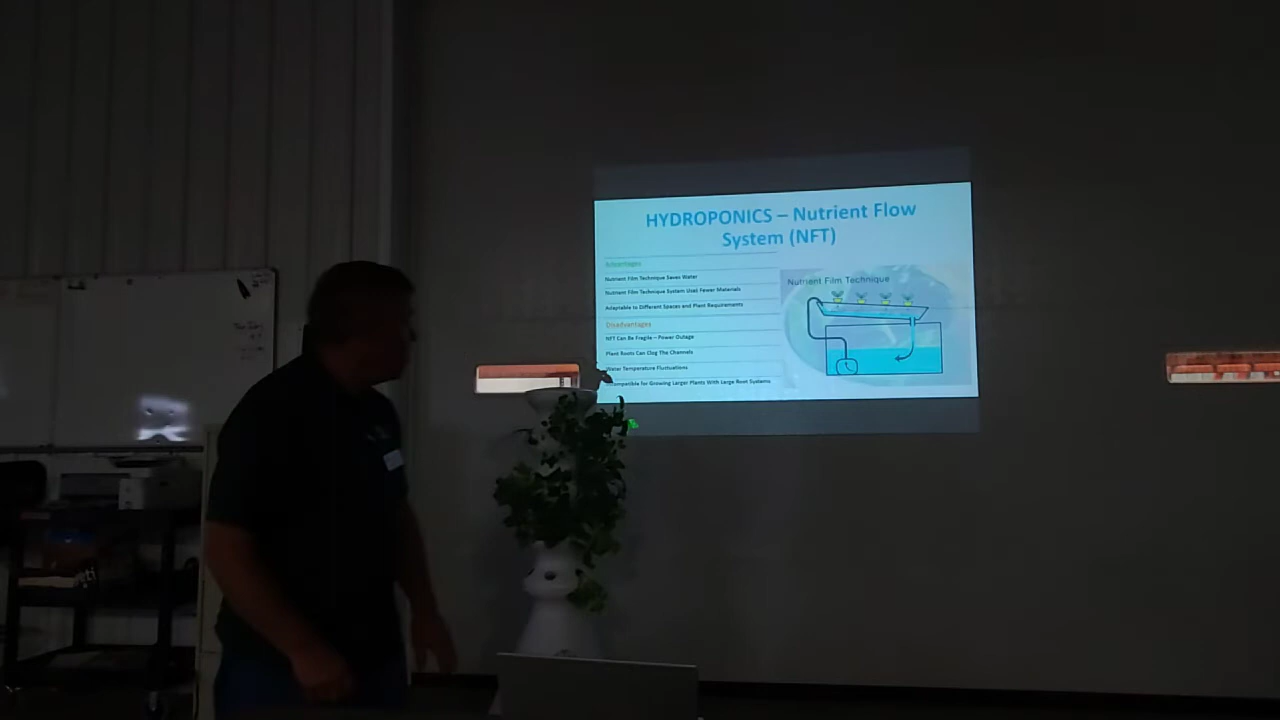 HYDROPONICS – Nutrient Flow
System (NFT)
Advantages
Nutrient Film Technique Saves Water
Nutrient Film Technique System Uses Fewer Materials
Adaptable to Different Spaces and Plant Requirements
Disadvantages
NFT Can Be Fragile – Power Outage
Plant Roots Can Clog The Channels
Water Temperature Fluctuations
Incompatible for Growing Larger Plants With Large Root Systems
Nutrient Film Technique